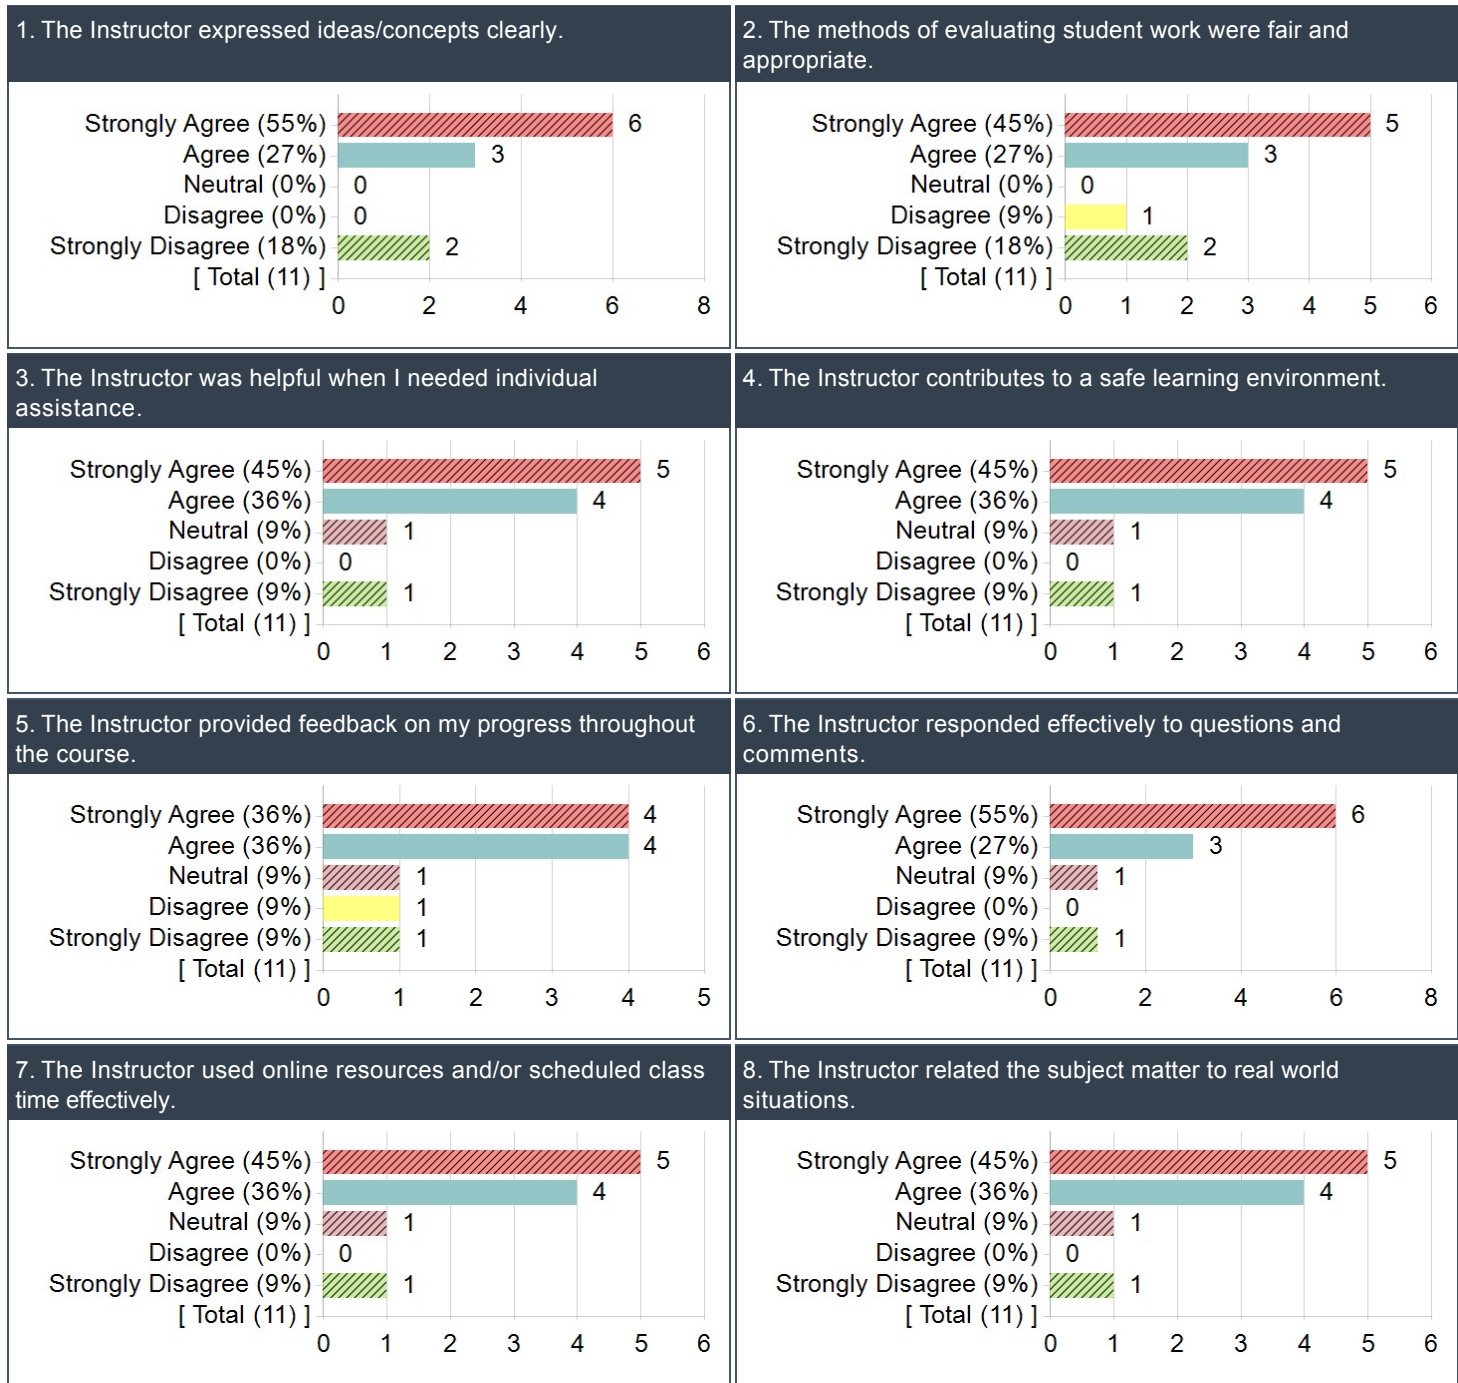 1. The Instructor expressed ideas/concepts clearly.
Strongly Agree (55%) 6
Agree (27%) 3
Neutral (0%) 0
Disagree (0%) 0
Strongly Disagree (18%) 2
[ Total (11) ]
0 2 4 6 8
2. The methods of evaluating student work were fair and
appropriate.
Strongly Agree (45%) 5
Agree (27%) 3
Neutral (0%) 0
Disagree (9%) 1
Strongly Disagree (18%) 2
[ Total (11) ]
0 1 2 3 4 5 6
3. The Instructor was helpful when I needed individual
assistance.
Strongly Agree (45%) 5
Agree (36%) 4
Neutral (9%) 1
Disagree (0%) 0
Strongly Disagree (9%) 1
[ Total (11) ]
0 1 2 3 4 5 6
4. The Instructor contributes to a safe learning environment.
Strongly Agree (45%) 5
Agree (36%) 4
Neutral (9%) 1
Disagree (0%) 0
Strongly Disagree (9%) 1
[ Total (11) ]
0 1 2 3 4 5 6
5. The Instructor provided feedback on my progress throughout
the course.
Strongly Agree (36%) 4
Agree (36%) 4
Neutral (9%) 1
Disagree (9%) 1
Strongly Disagree (9%) 1
[ Total (11) ]
0 1 2 3 4 5
6. The Instructor responded effectively to questions and
comments.
Strongly Agree (55%) 6
Agree (27%) 3
Neutral (9%) 1
Disagree (0%) 0
Strongly Disagree (9%) 1
[ Total (11) ]
0 2 4 6 8
7. The Instructor used online resources and/or scheduled class
time effectively.
Strongly Agree (45%) 5
Agree (36%) 4
Neutral (9%) 1
Disagree (0%) 0
Strongly Disagree (9%) 1
[ Total (11) ]
0 1 2 3 4 5 6
8. The Instructor related the subject matter to real world
situations.
Strongly Agree (45%) 5
Agree (36%) 4
Neutral (9%) 1
Disagree (0%) 0
Strongly Disagree (9%) 1
[ Total (11) ]
0 1 2 3 4 5 6